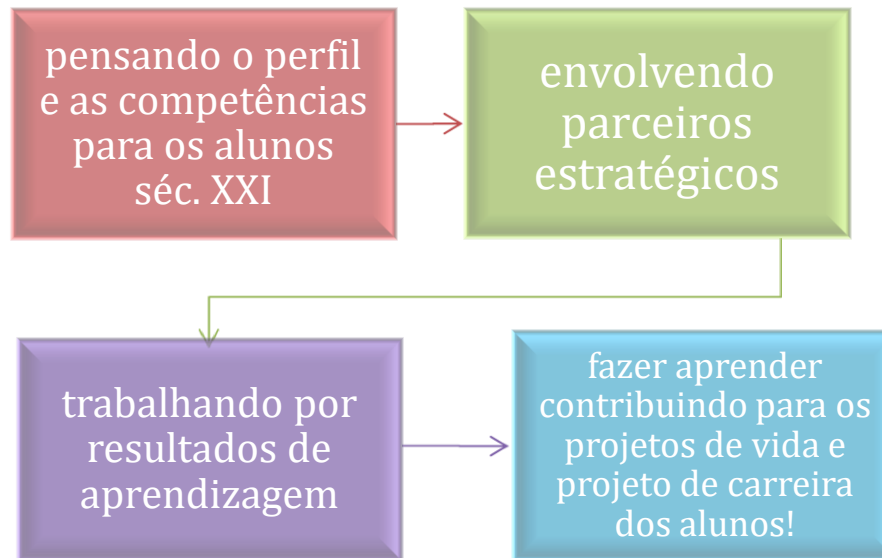 pensando o perfil
e as competências
para os alunos
séc. XXI
envolvendo
parceiros
estratégicos
trabalhando por
resultados de
aprendizagem
fazer aprender
contribuindo para os
projetos de vida e
projeto de carreira
dos alunos!